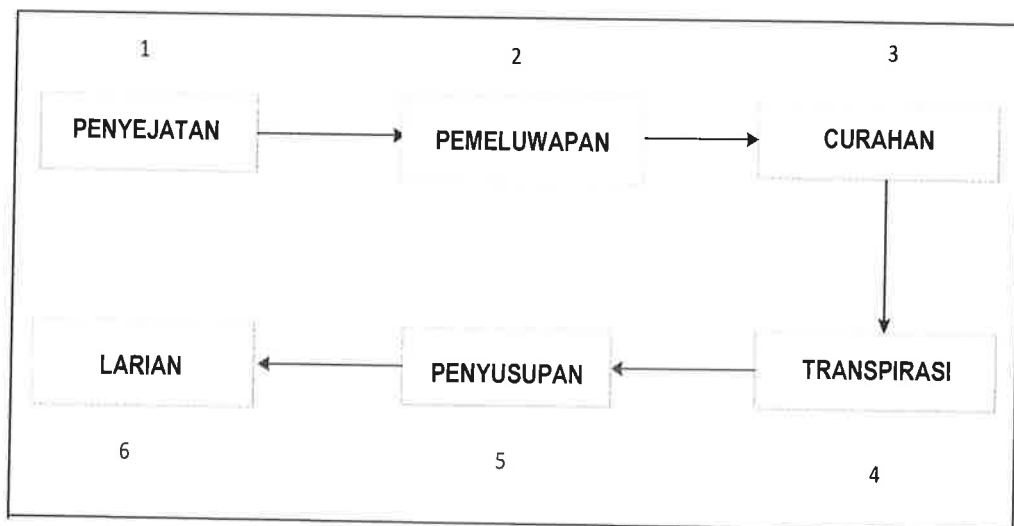 1
2
3
PENYEJATAN
PEMELUWAPAN
CURAHAN
LARIAN
PENYUSUPAN
TRANSPIRASI
6
5
4